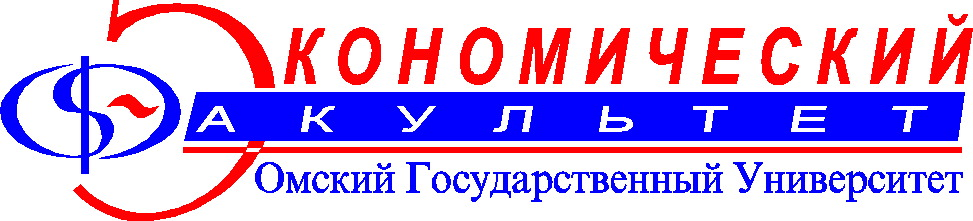 ЭКОНОМИЧЕСКИЙ
ФАКУЛЬТЕТ
Омский Государственный Университет